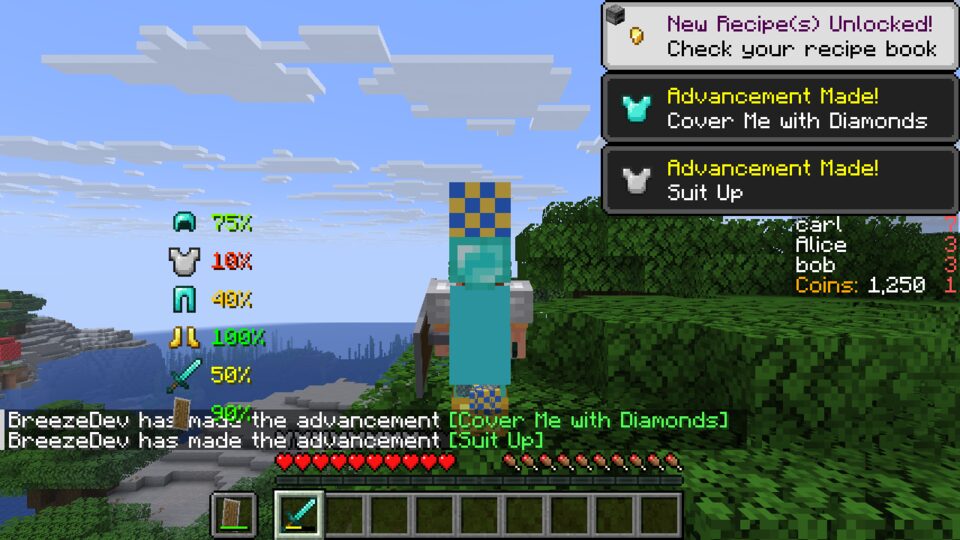 New Recipe(s) Unlocked!
Check your recipe book
Advancement Made!
Cover Me with Diamonds
Advancement Made!
Suit Up
carl 7
Alice 3
bob 3
Coins: 1,250 1
75%
10%
40%
100%
50%
90%
BreezeDev has made the advancement [Cover Me with Diamonds]
BreezeDev has made the advancement [Suit Up]